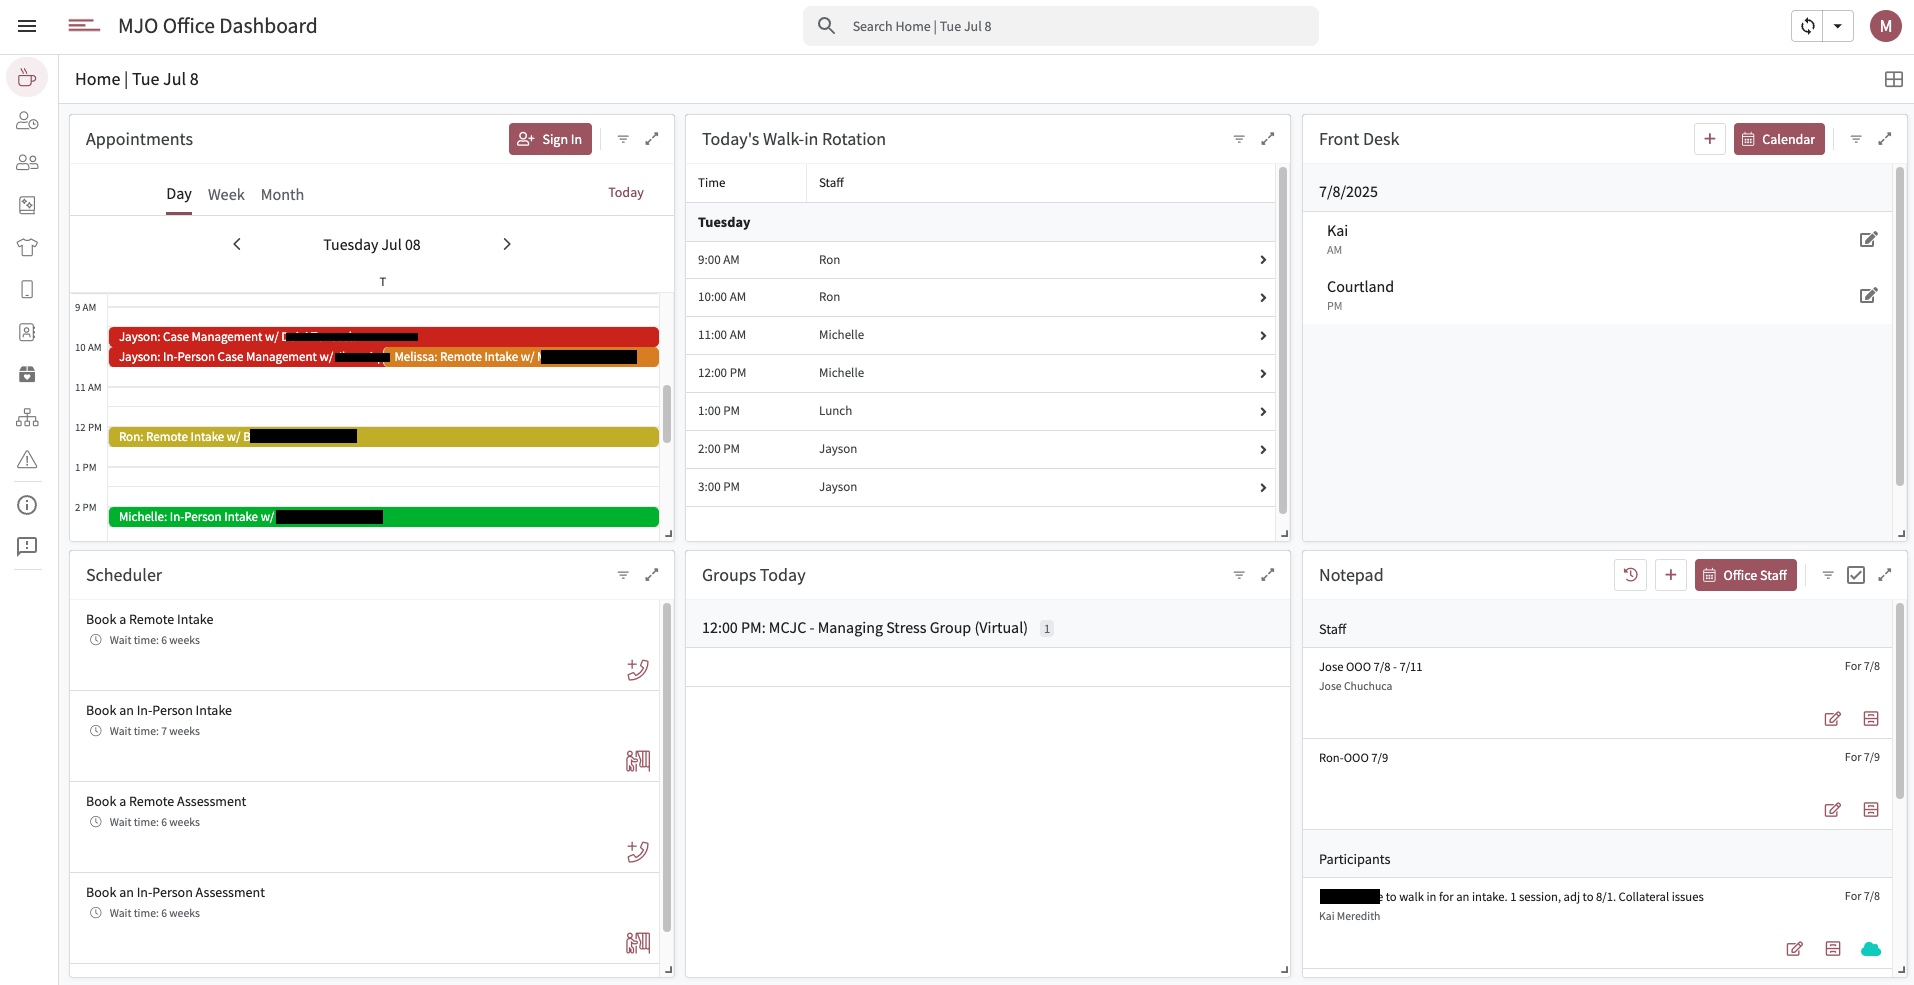 MJO Office Dashboard
Search Home | Tue Jul 8
M
Home | Tue Jul 8
Appointments
Sign In
Day Week Month
Today
Tuesday Jul 08
T
9 AM
Jayson: Case Management w/
10 AM
Jayson: In-Person Case Management w/
Melissa: Remote Intake w/
11 AM
12 PM
Ron: Remote Intake w/
1 PM
2 PM
Michelle: In-Person Intake w/
Today's Walk-in Rotation
Time Staff
Tuesday
9:00 AM Ron
10:00 AM Ron
11:00 AM Michelle
12:00 PM Michelle
1:00 PM Lunch
2:00 PM Jayson
3:00 PM Jayson
Front Desk
Calendar
7/8/2025
Kai
AM
Courtland
PM
Scheduler
Book a Remote Intake
Wait time: 6 weeks
Book an In-Person Intake
Wait time: 7 weeks
Book a Remote Assessment
Wait time: 6 weeks
Book an In-Person Assessment
Wait time: 6 weeks
Groups Today
12:00 PM: MCJC - Managing Stress Group (Virtual) 1
Notepad
Office Staff
Staff
Jose OOO 7/8 - 7/11 For 7/8
Jose Chuchuca
Ron-OOO 7/9 For 7/9
Participants
to walk in for an intake. 1 session, adj to 8/1. Collateral issues For 7/8
Kai Meredith